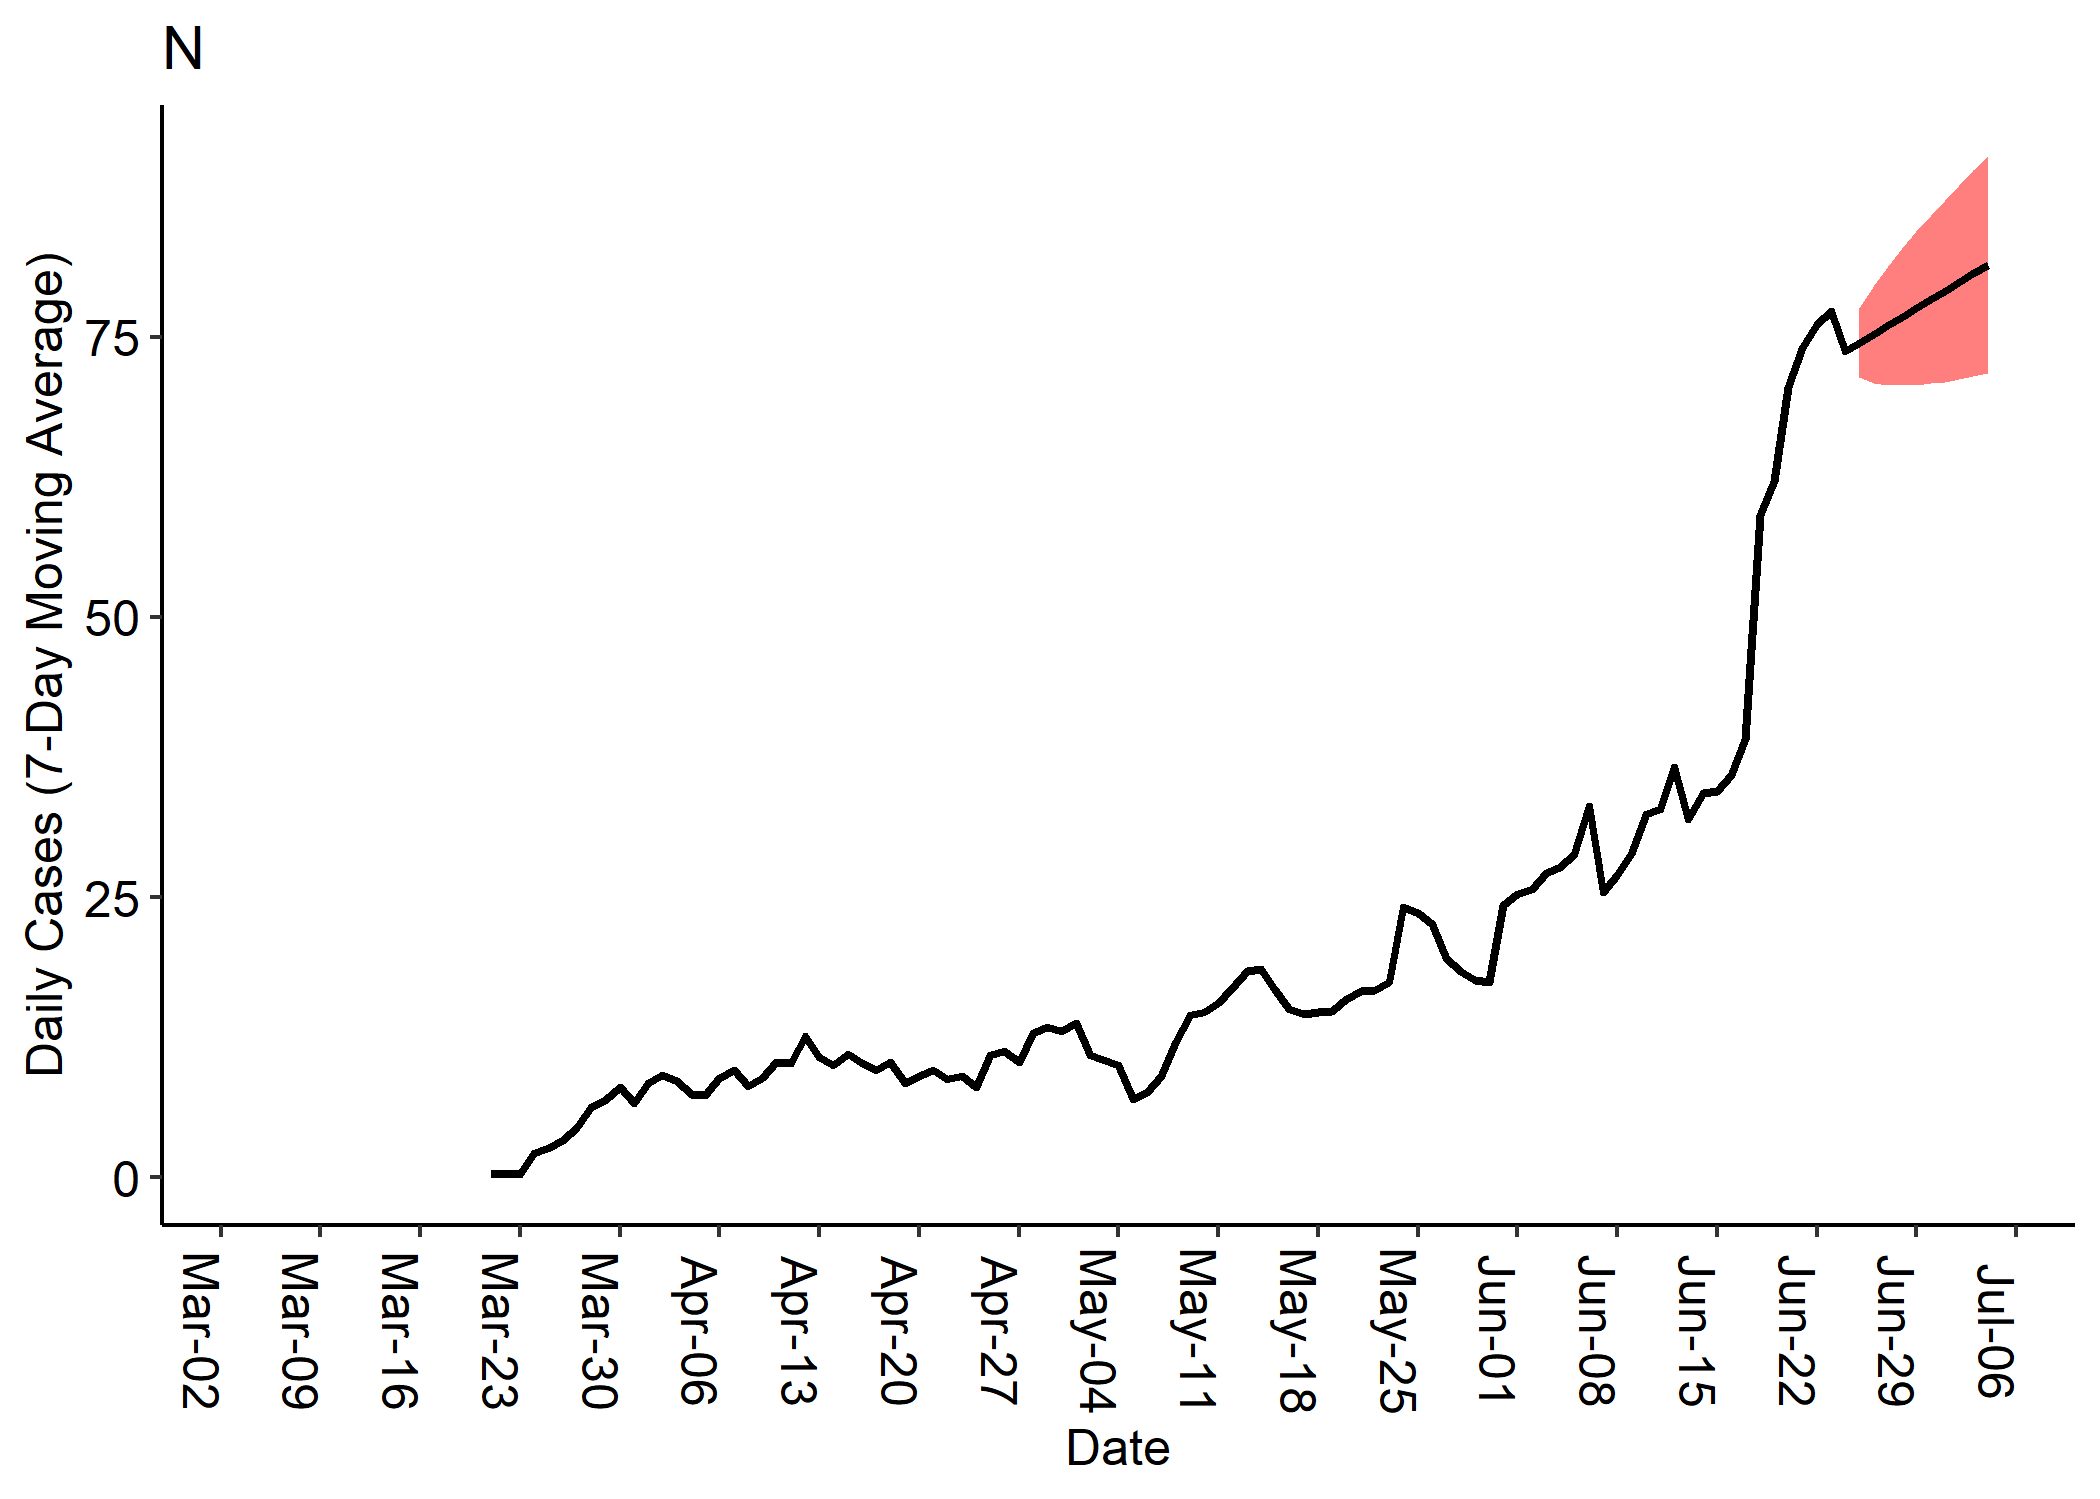 N
Daily Cases (7-Day Moving Average)
75
50
25
0
Mar-02
Mar-09
Mar-16
Mar-23
Mar-30
Apr-06
Apr-13
Apr-20
Apr-27
May-04
May-11
May-18
May-25
Jun-01
Jun-08
Jun-15
Jun-22
Jun-29
Jul-06
Date